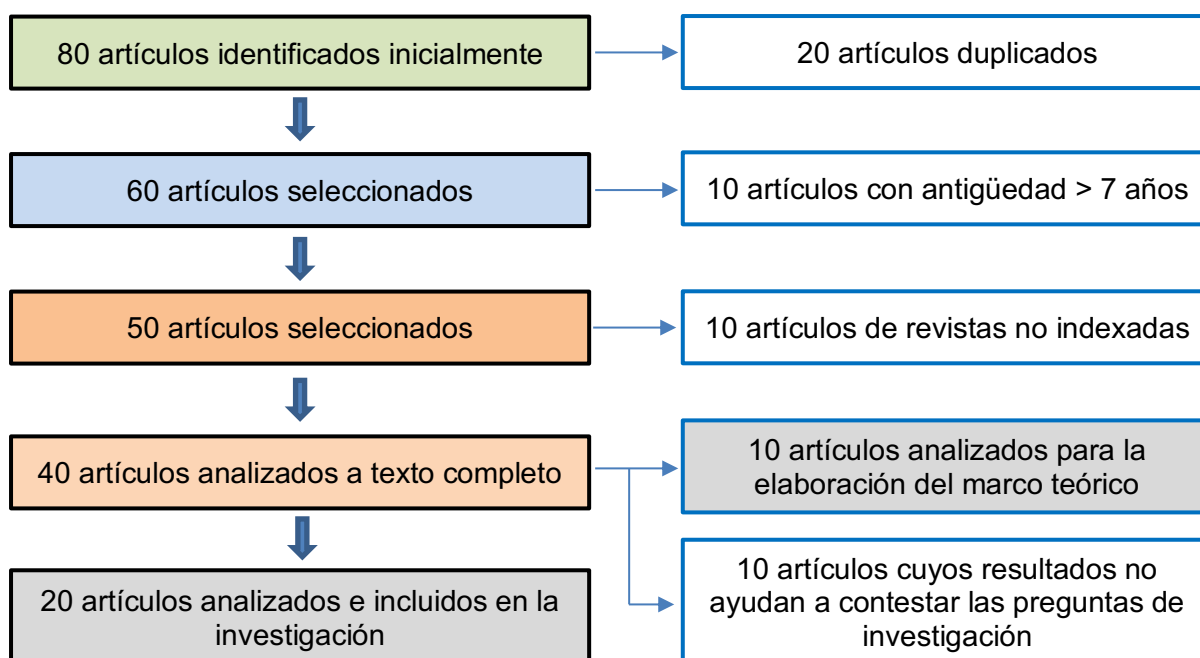 80 artículos identificados inicialmente
20 artículos duplicados
60 artículos seleccionados
10 artículos con antigüedad > 7 años
50 artículos seleccionados
10 artículos de revistas no indexadas
40 artículos analizados a texto completo
10 artículos analizados para la
elaboración del marco teórico
20 artículos analizados e incluidos en la
investigación
10 artículos cuyos resultados no
ayudan a contestar las preguntas de
investigación